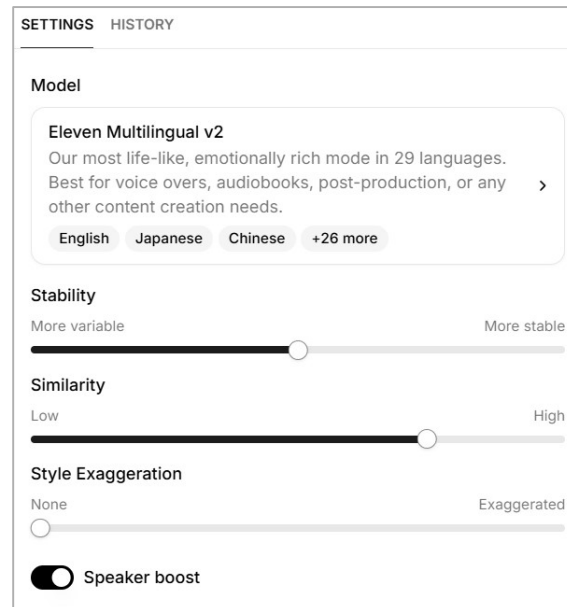 SETTINGS HISTORY
Model
Eleven Multilingual v2
Our most life-like, emotionally rich mode in 29 languages.
Best for voice overs, audiobooks, post-production, or any
other content creation needs.
English Japanese Chinese +26 more
Stability
More variable More stable
Similarity
Low High
Style Exaggeration
None Exaggerated
Speaker boost